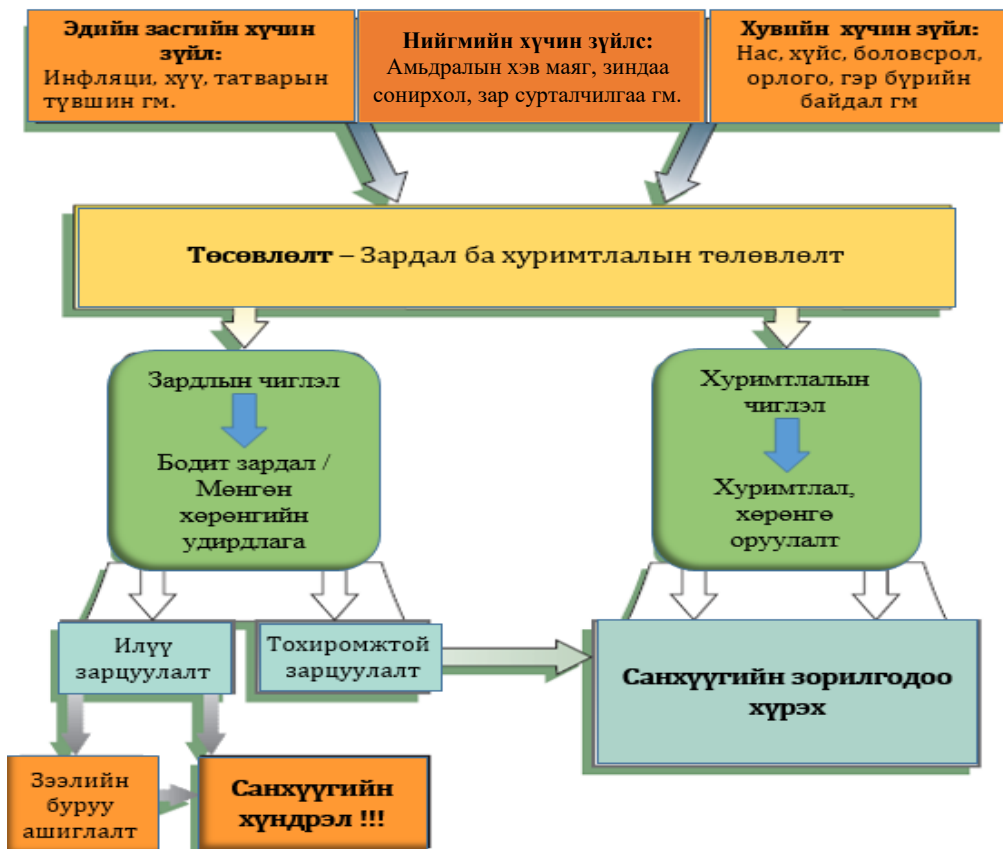 Эдийн засгийн хүчин
зүйл:
Инфляци, хүү, татварын
түвшин гм.
Нийгмийн хүчин зүйлс:
Амьдралын хэв маяг, зиндаа
сонирхол, зар сурталчилгаа гм.
Хувийн хүчин зүйл:
Нас, хүйс, боловсрол,
орлого, гэр бүрийн
байдал гм
Төсөвлөлт – Зардал ба хуримтлалын төлөвлөлт
Зардлын чиглэл
Бодит зардал /
Мөнгөн
хөрөнгийн
удирдлага
Хуримтлалын
чиглэл
Хуримтлал,
хөрөнгө
оруулалт
Илүү
зарцуулалт
Тохиромжтой
зарцуулалт
Санхүүгийн зорилгодоо
хүрэх
Зээлийн
буруу
ашиглалт
Санхүүгийн
хүндрэл !!!